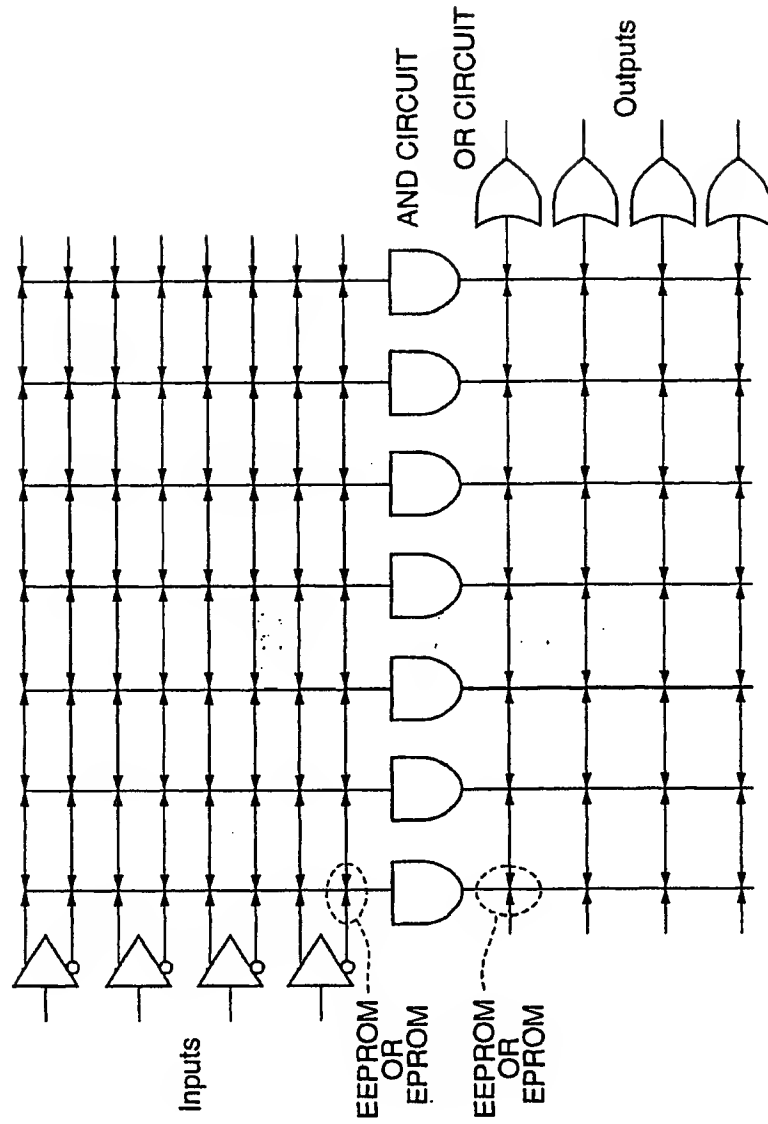 Inputs
EEPROM
OR
EPROM
EEPROM
OR
EPROM
AND CIRCUIT
OR CIRCUIT
Outputs